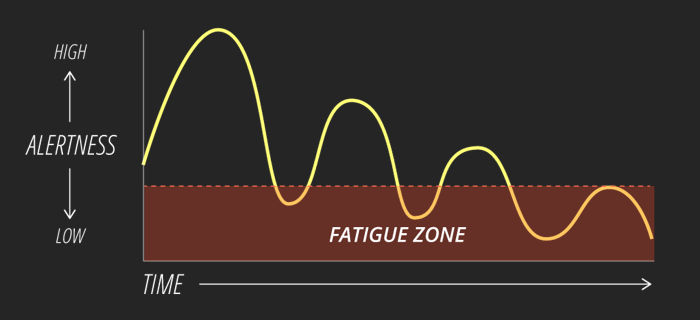 HIGH
ALERTNESS
LOW
FATIGUE ZONE
TIME